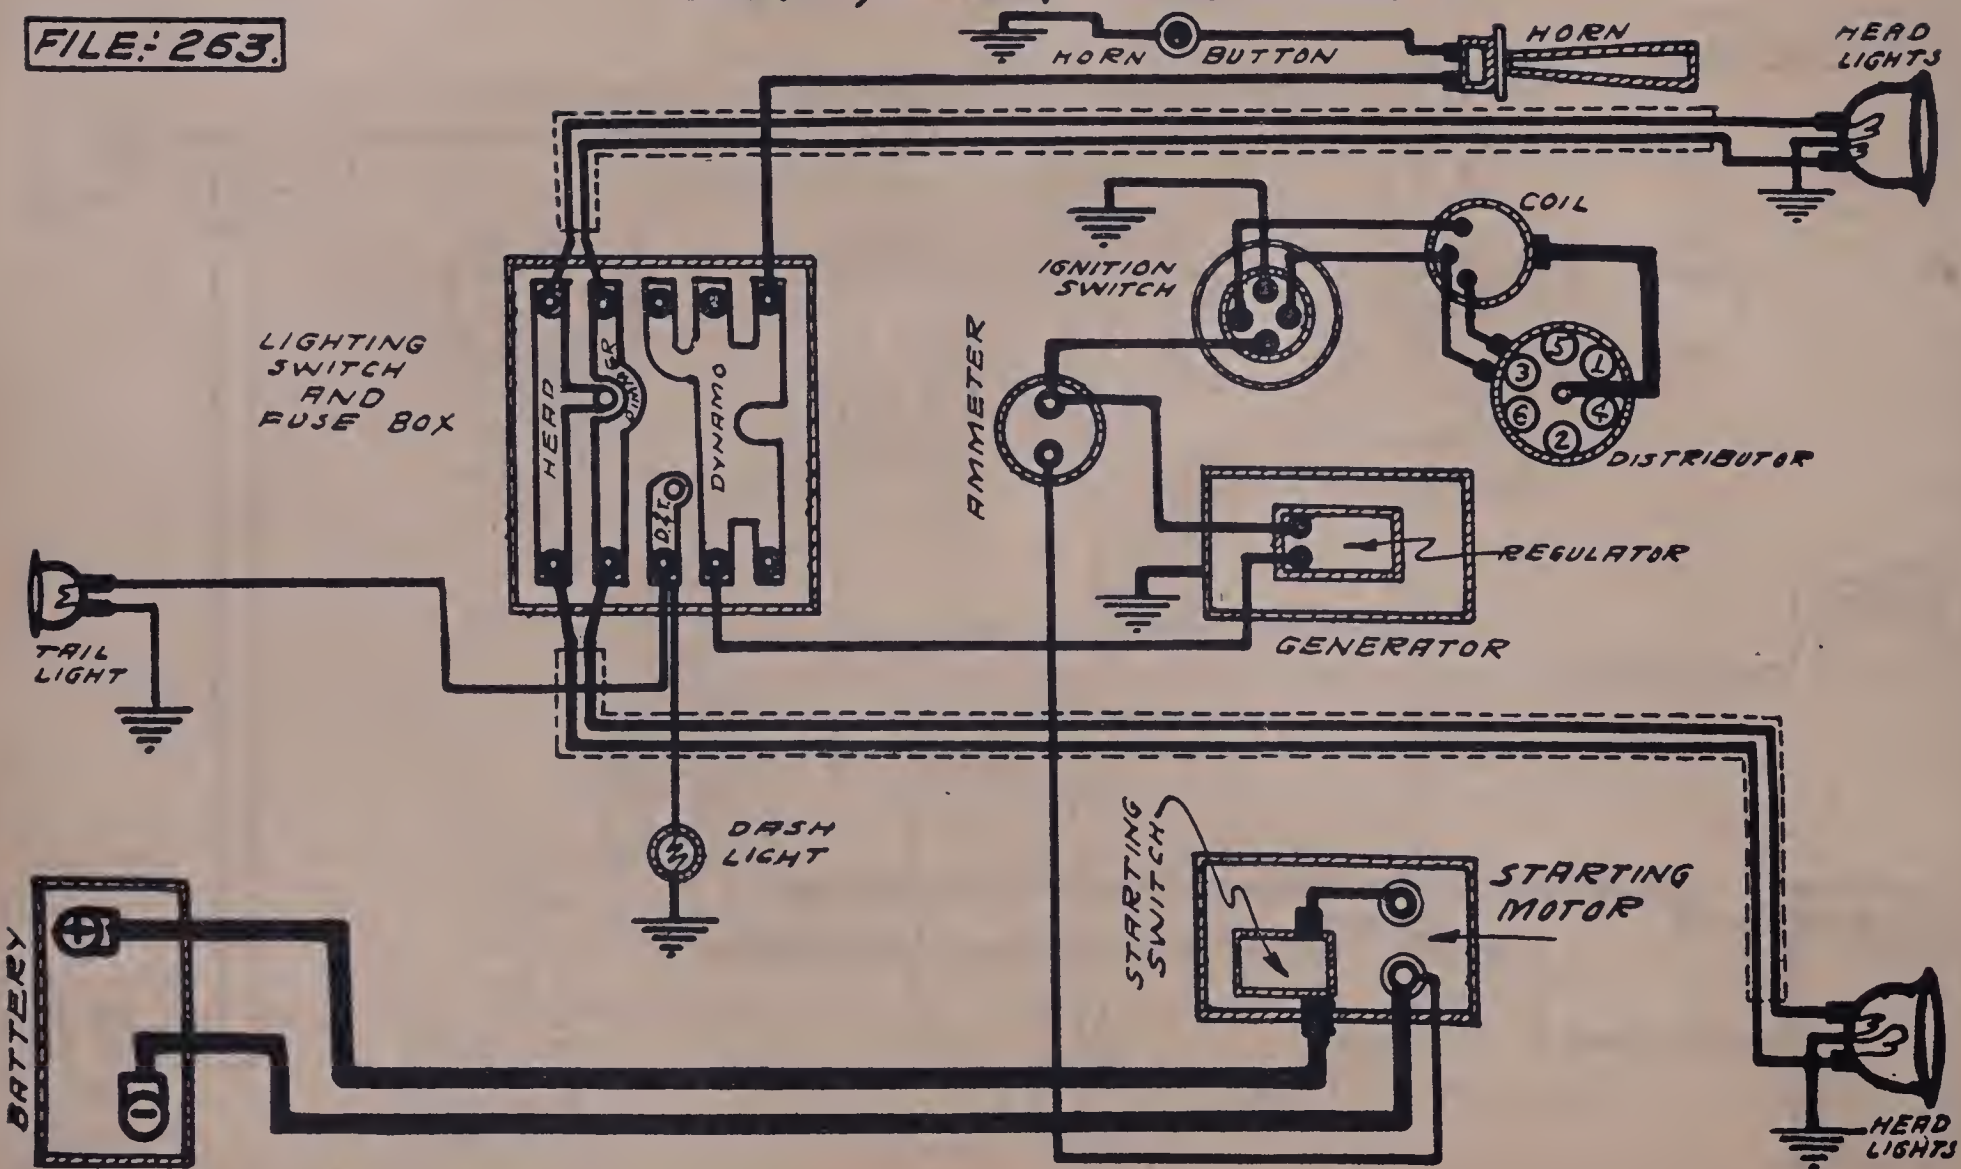 FILE:- 263.
HORN BUTTON
HORN
HEAD
LIGHTS
COIL
IGNITION
SWITCH
LIGHTING
SWITCH
AND
FUSE BOX
HEAD
DYNAMO
AMMETER
5
3
1
6
4
2
DISTRIBUTOR
REGULATOR
GENERATOR
TAIL
LIGHT
DASH
LIGHT
STARTING
SWITCH
STARTING
MOTOR
BATTERY
+
-
HEAD
LIGHTS